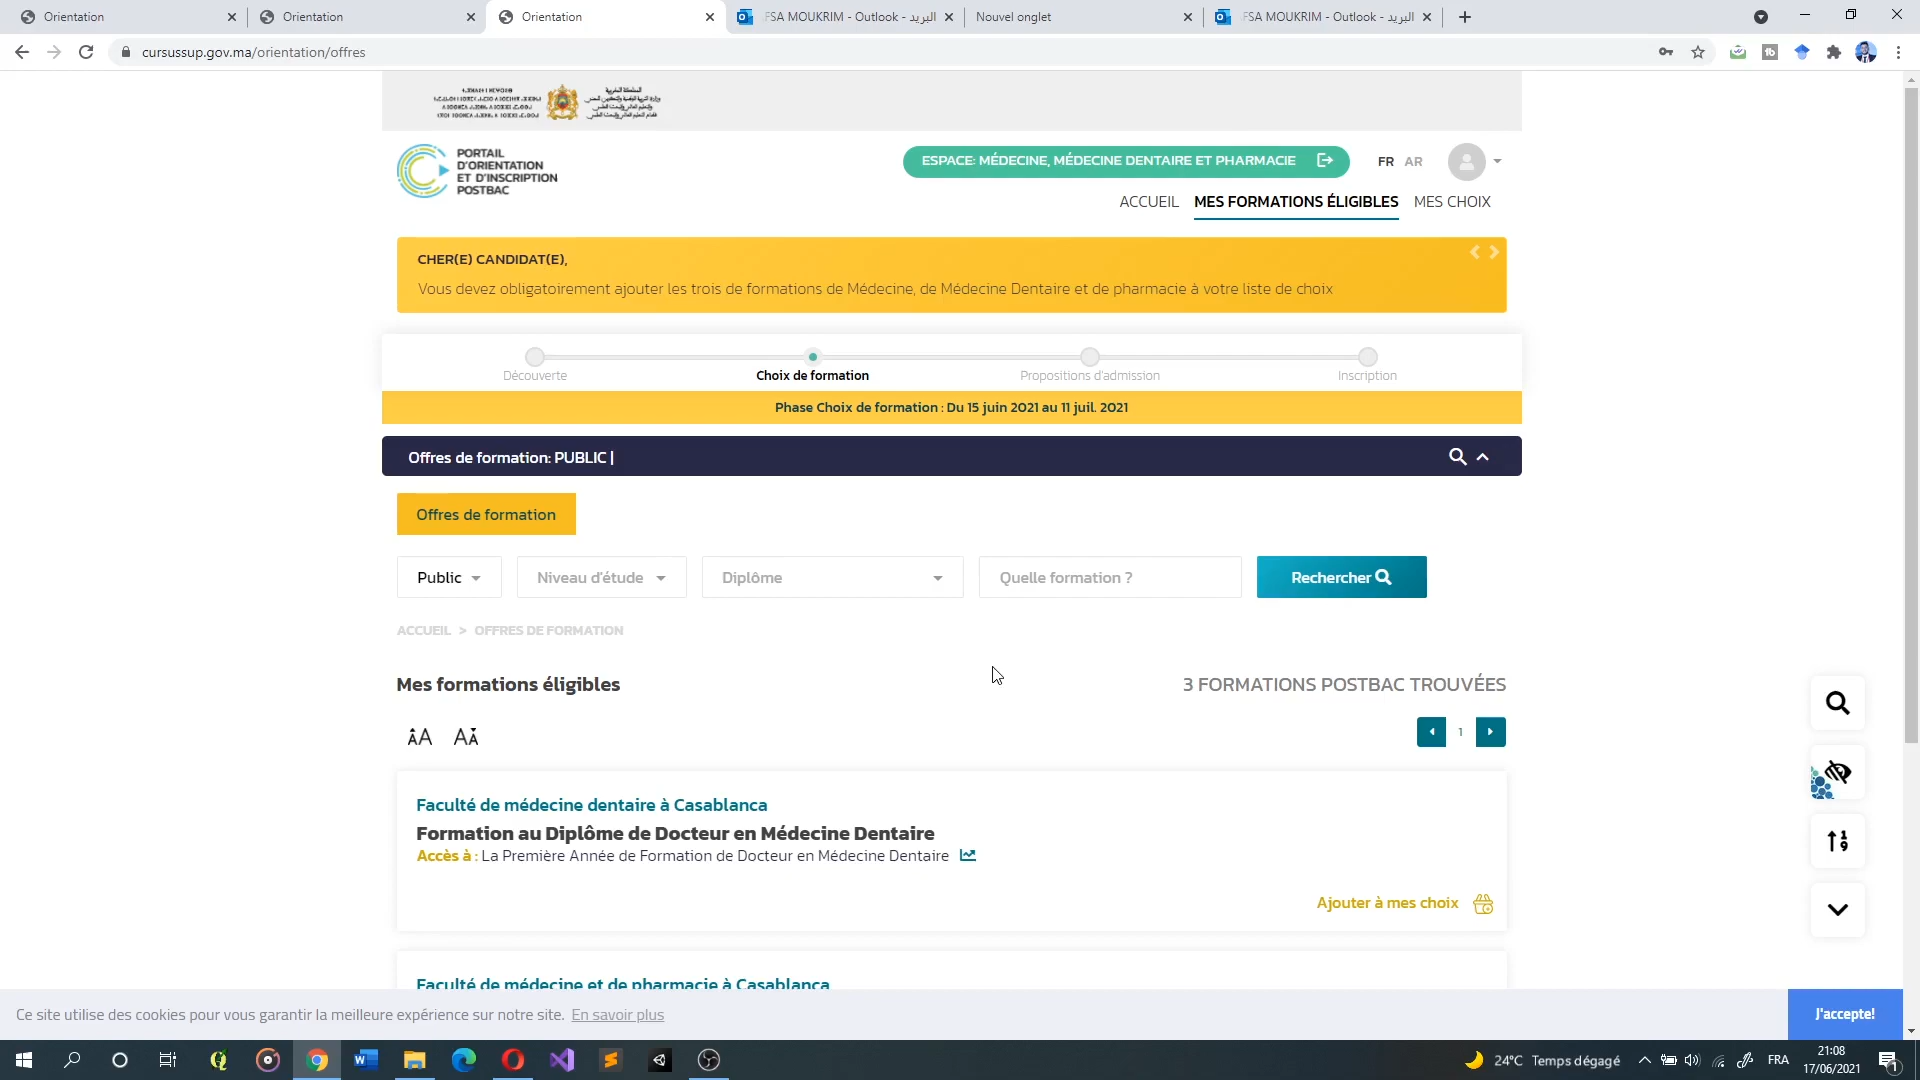 Orientation
Orientation
Orientation
FSA MOUKRIM - Outlook - البريد
Nouvel onglet
FSA MOUKRIM - Outlook - البريد
cursussup.gov.ma/orientation/offres
المملكة المغربية
PORTAIL
D'ORIENTATION
ET D'INSCRIPTION
POSTBAC
ESPACE: MÉDECINE, MÉDECINE DENTAIRE ET PHARMACIE
FR AR
ACCUEIL MES FORMATIONS ÉLIGIBLES MES CHOIX
CHER(E) CANDIDAT(E),
Vous devez obligatoirement ajouter les trois de formations de Médecine, de Médecine Dentaire et de pharmacie à votre liste de choix
Découverte Choix de formation Propositions d'admission Inscription
Phase Choix de formation : Du 15 juin 2021 au 11 juil. 2021
Offres de formation: PUBLIC |
Offres de formation
Public Niveau d'étude Diplôme Quelle formation ? Rechercher
ACCUEIL > OFFRES DE FORMATION
Mes formations éligibles 3 FORMATIONS POSTBAC TROUVÉES
AA AA 1
Faculté de médecine dentaire à Casablanca
Formation au Diplôme de Docteur en Médecine Dentaire
Accès à : La Première Année de Formation de Docteur en Médecine Dentaire
Ajouter à mes choix
Faculté de médecine et de pharmacie à Casablanca
Ce site utilise des cookies pour vous garantir la meilleure expérience sur notre site. En savoir plus J'accepte!
24°C Temps dégagé FRA 21:08
17/06/2021
1